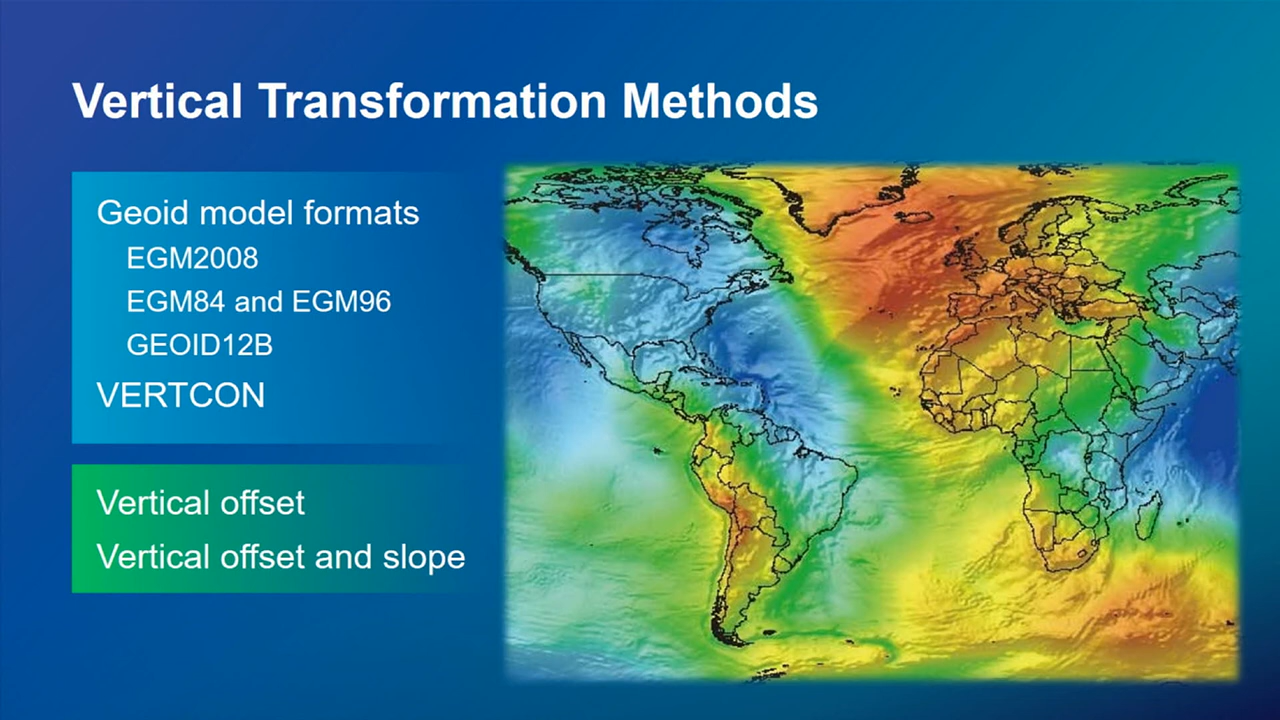 Vertical Transformation Methods
Geoid model formats
EGM2008
EGM84 and EGM96
GEOID12B
VERTCON
Vertical offset
Vertical offset and slope